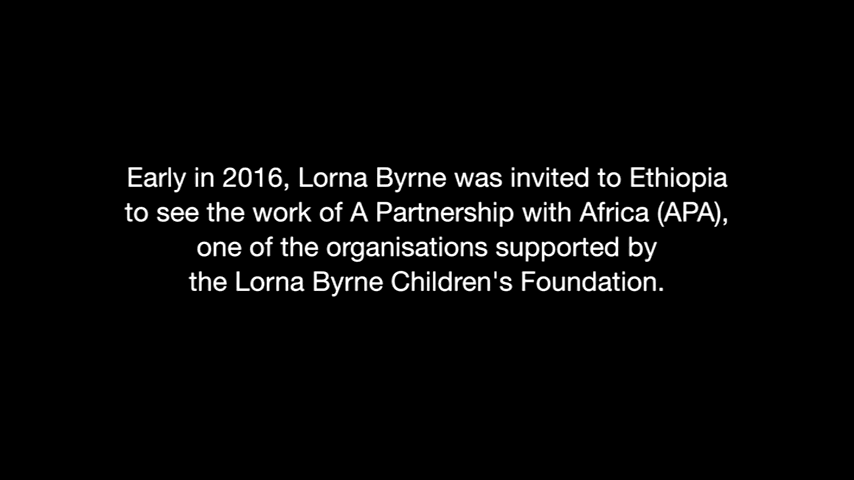 Early in 2016, Lorna Byrne was invited to Ethiopia
to see the work of A Partnership with Africa (APA),
one of the organisations supported by
the Lorna Byrne Children's Foundation.